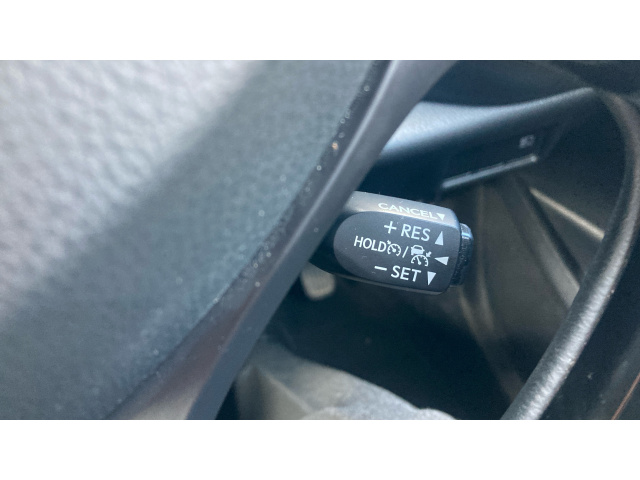 CANCEL▼
+RES▲
HOLD / ◀
−SET▼